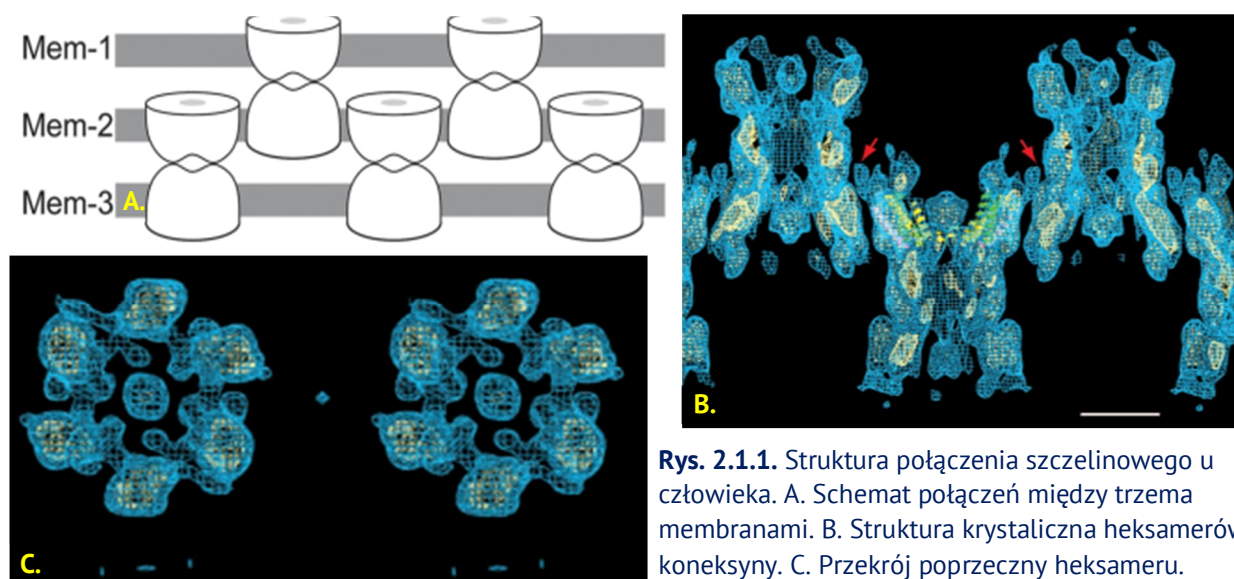 Mem-1
Mem-2
Mem-3
A.
B.
C.
Rys. 2.1.1. Struktura połączenia szczelinowego u
człowieka. A. Schemat połączeń między trzema
membranami. B. Struktura krystaliczna heksamerów
koneksyny. C. Przekrój poprzeczny heksameru.